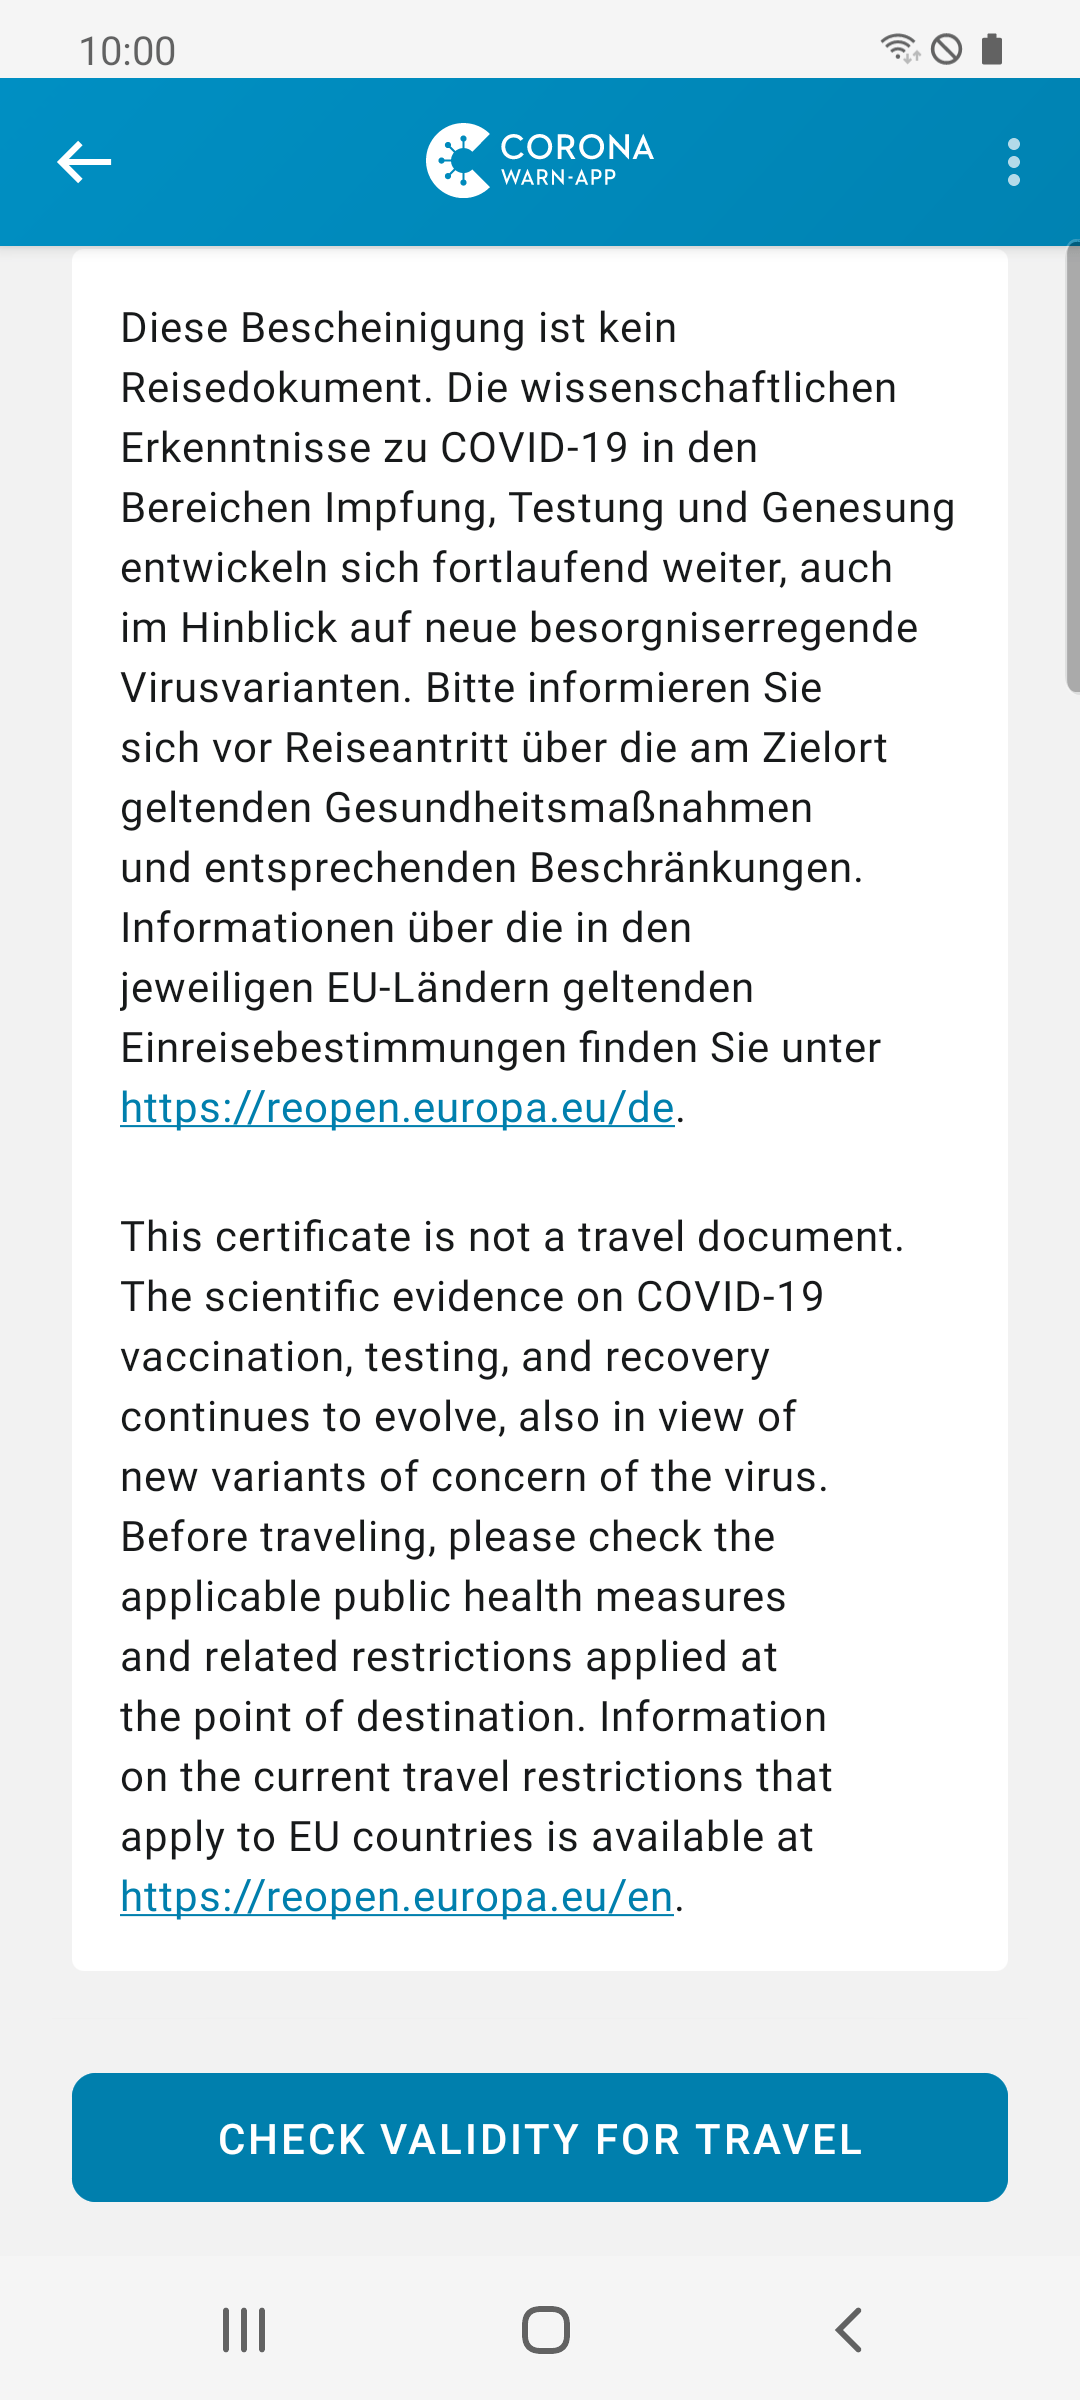 10:00
CORONA
WARN-APP
Diese Bescheinigung ist kein
Reisedokument. Die wissenschaftlichen
Erkenntnisse zu COVID-19 in den
Bereichen Impfung, Testung und Genesung
entwickeln sich fortlaufend weiter, auch
im Hinblick auf neue besorgniserregende
Virusvarianten. Bitte informieren Sie
sich vor Reiseantritt über die am Zielort
geltenden Gesundheitsmaßnahmen
und entsprechenden Beschränkungen.
Informationen über die in den
jeweiligen EU-Ländern geltenden
Einreisebestimmungen finden Sie unter
https://reopen.europa.eu/de.
This certificate is not a travel document.
The scientific evidence on COVID-19
vaccination, testing, and recovery
continues to evolve, also in view of
new variants of concern of the virus.
Before traveling, please check the
applicable public health measures
and related restrictions applied at
the point of destination. Information
on the current travel restrictions that
apply to EU countries is available at
https://reopen.europa.eu/en.
CHECK VALIDITY FOR TRAVEL